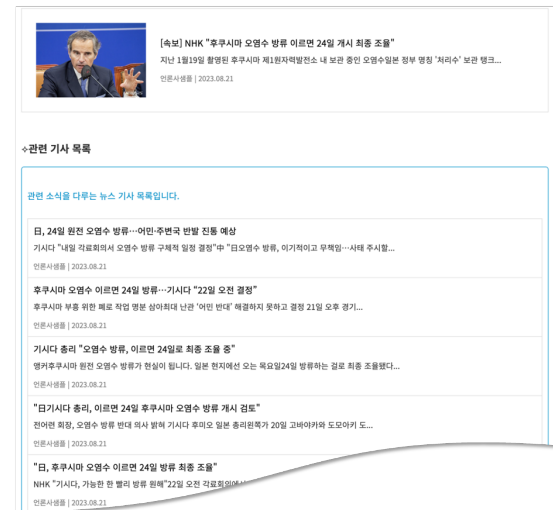 [속보] NHK "후쿠시마 오염수 방류 이르면 24일 개시 최종 조율"
지난 1월19일 촬영된 후쿠시마 제1원자력발전소 내 보관 중인 오염수일본 정부 명칭 '처리수' 보관 탱크...
언론사샘플 | 2023.08.21
✧관련 기사 목록
관련 소식을 다루는 뉴스 기사 목록입니다.
日, 24일 원전 오염수 방류…어민·주변국 반발 진통 예상
기시다 "내일 각료회의서 오염수 방류 구체적 일정 결정"中 "日오염수 방류, 이기적이고 무책임…사태 주시할...
언론사샘플 | 2023.08.21
후쿠시마 오염수 이르면 24일 방류…기시다 "22일 오전 결정"
후쿠시마 부흥 위한 폐로 작업 명분 삼아최대 난관 '어민 반대' 해결하지 못하고 결정 21일 오후 경기...
언론사샘플 | 2023.08.21
기시다 총리 "오염수 방류, 이르면 24일로 최종 조율 중"
앵커후쿠시마 원전 오염수 방류가 현실이 됩니다. 일본 현지에선 오는 목요일24일 방류하는 걸로 최종 조율됐다...
언론사샘플 | 2023.08.21
"日기시다 총리, 이르면 24일 후쿠시마 오염수 방류 개시 검토"
전어련 회장, 오염수 방류 반대 의사 밝혀 기시다 후미오 일본 총리왼쪽가 20일 고바야카와 도모아키 도...
언론사샘플 | 2023.08.21
"日, 후쿠시마 오염수 이르면 24일 방류 최종 조율"
NHK "기시다, 가능한 한 빨리 방류 원해"22일 오전 각료회의에서
언론사샘플 | 2023.08.21